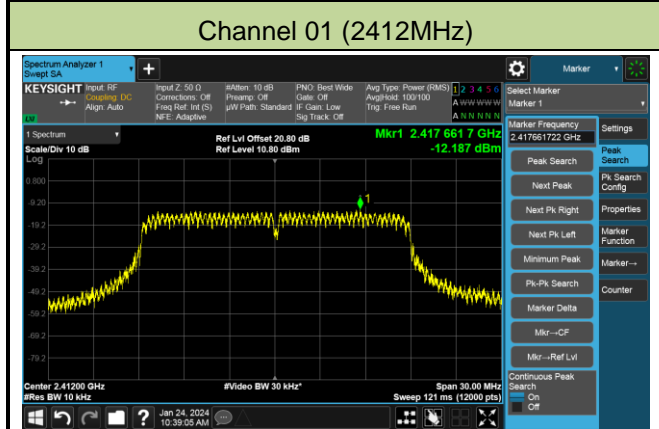 Channel 01 (2412MHz)
Spectrum Analyzer 1
Swept SA
+
Marker
KEYSIGHT
Input: RF
Coupling: DC
Align: Auto
Input Z: 50 Ω
Corrections: Off
Freq Ref: Int (S)
NFE: Adaptive
#Atten: 10 dB
Preamp: Off
µW Path: Standard
PNO: Best Wide
Gate: Off
IF Gain: Low
Sig Track: Off
Avg Type: Power (RMS)
Avg|Hold: 100/100
Trig: Free Run
1 2 3 4 5 6
A W W W W W
A N N N N N
LV
Select Marker
Marker 1
1 Spectrum
Scale/Div 10 dB
Log
Ref Lvl Offset 20.80 dB
Ref Level 10.80 dBm
Mkr1 2.417 661 7 GHz
-12.187 dBm
Marker Frequency
2.417661722 GHz
Peak Search
Next Peak
Next Pk Right
Next Pk Left
Minimum Peak
Pk-Pk Search
Marker Delta
Mkr→CF
Mkr→Ref Lvl
Continuous Peak
Search
On
Off
Settings
Peak
Search
Pk Search
Config
Properties
Marker
Function
Marker→
Counter
0.800
-9.20
-19.2
-29.2
-39.2
-49.2
-59.2
-69.2
-79.2
1
Center 2.41200 GHz
#Res BW 10 kHz
#Video BW 30 kHz*
Span 30.00 MHz
Sweep 121 ms (12000 pts)
?
Jan 24, 2024
10:39:05 AM